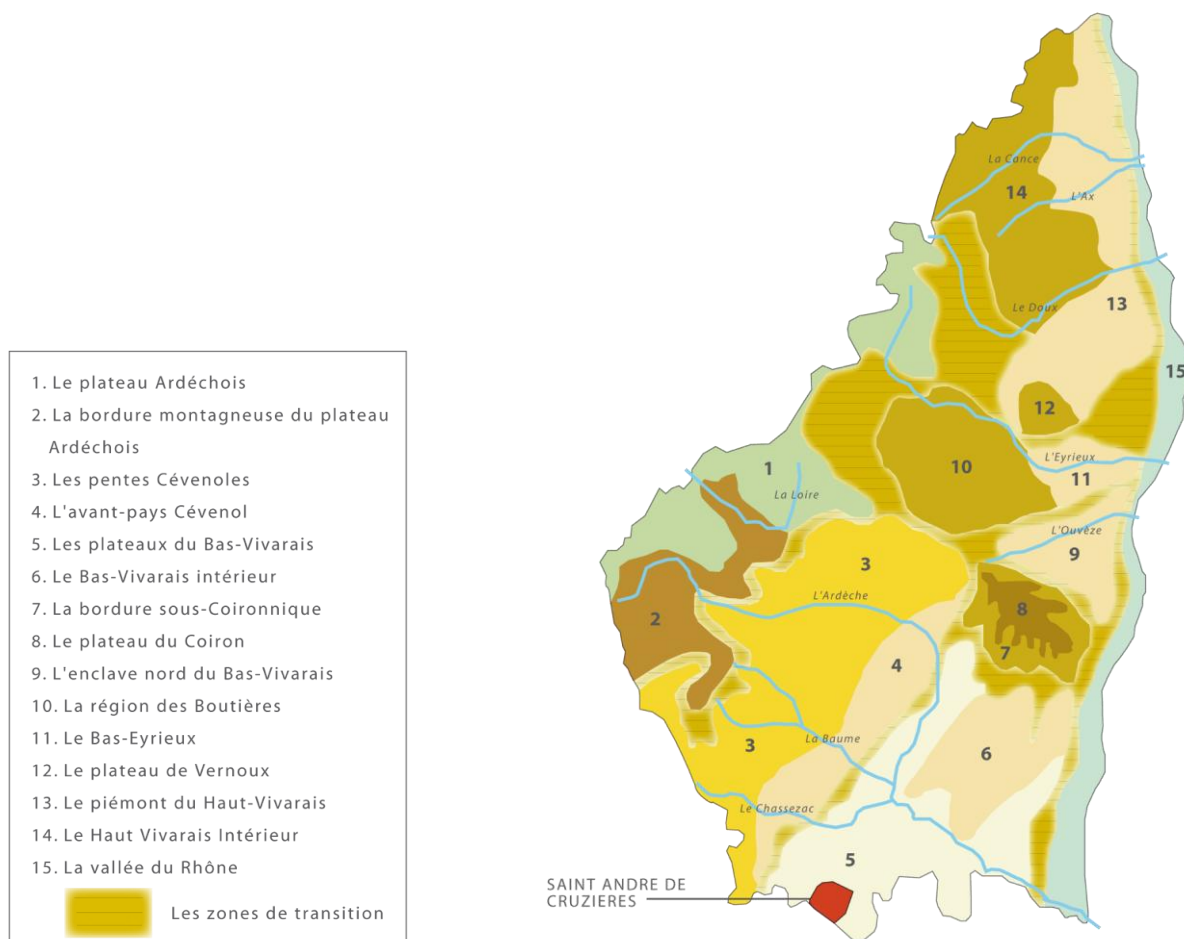 1. Le plateau Ardéchois
2. La bordure montagneuse du plateau
Ardéchois
3. Les pentes Cévenoles
4. L'avant-pays Cévenol
5. Les plateaux du Bas-Vivarais
6. Le Bas-Vivarais intérieur
7. La bordure sous-Coironnique
8. Le plateau du Coiron
9. L'enclave nord du Bas-Vivarais
10. La région des Boutières
11. Le Bas-Eyrieux
12. Le plateau de Vernoux
13. Le piémont du Haut-Vivarais
14. Le Haut Vivarais Intérieur
15. La vallée du Rhône
Les zones de transition
La Cance
14
L'Ax
Le Doux
13
15
12
L'Eyrieux
10
11
1
La Loire
L'Ouvèze
9
3
L'Ardèche
8
2
7
4
La Baume
3
6
Le Chassezac
5
SAINT ANDRE DE
CRUZIERES